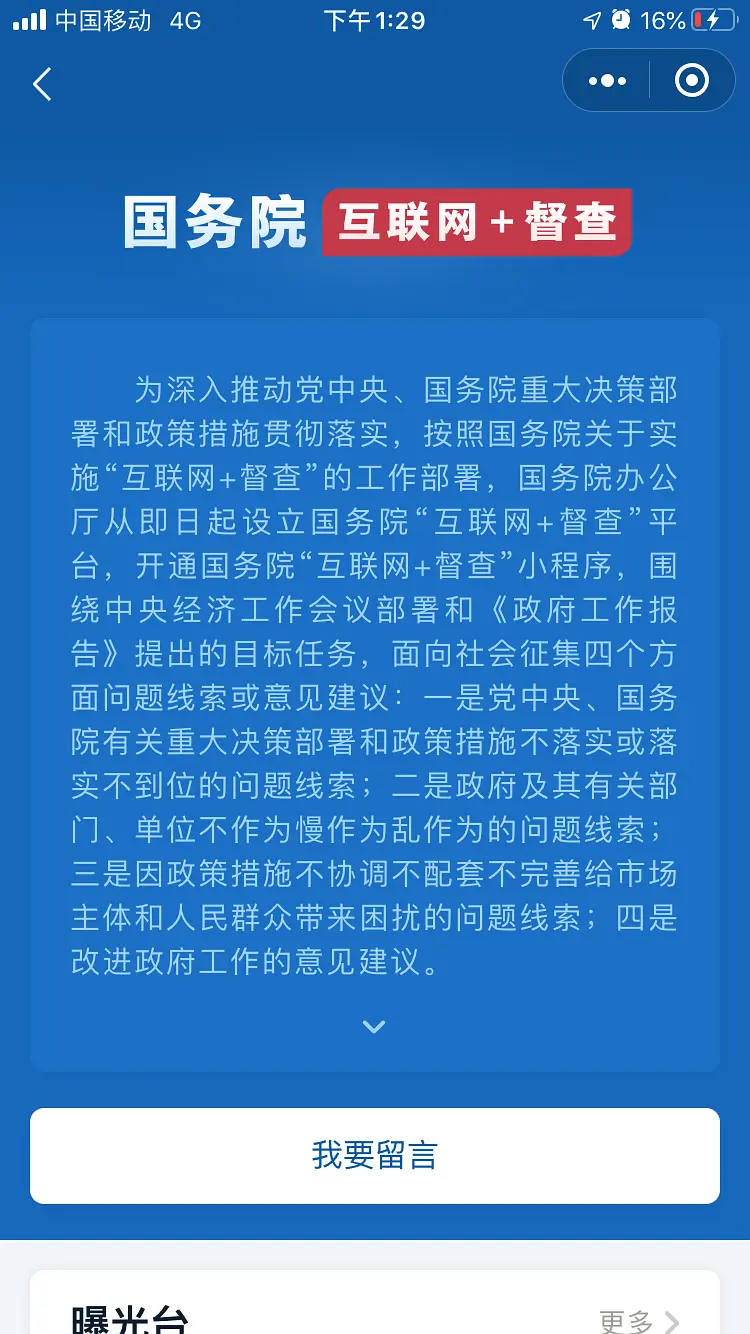 中国移动 4G 下午1:29 16%
国务院 互联网+督查
为深入推动党中央、国务院重大决策部
署和政策措施贯彻落实，按照国务院关于实
施“互联网+督查”的工作部署，国务院办公
厅从即日起设立国务院“互联网+督查”平
台，开通国务院“互联网+督查”小程序，围
绕中央经济工作会议部署和《政府工作报
告》提出的目标任务，面向社会征集四个方
面问题线索或意见建议：一是党中央、国务
院有关重大决策部署和政策措施不落实或落
实不到位的问题线索；二是政府及其有关部
门、单位不作为慢作为乱作为的问题线索；
三是因政策措施不协调不配套不完善给市场
主体和人民群众带来困扰的问题线索；四是
改进政府工作的意见建议。
我要留言
曝光台 更多